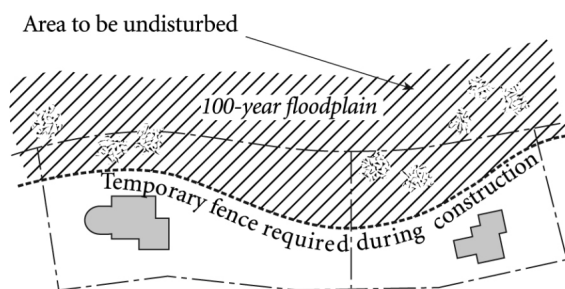 Area to be undisturbed
100-year floodplain
Temporary fence required during construction